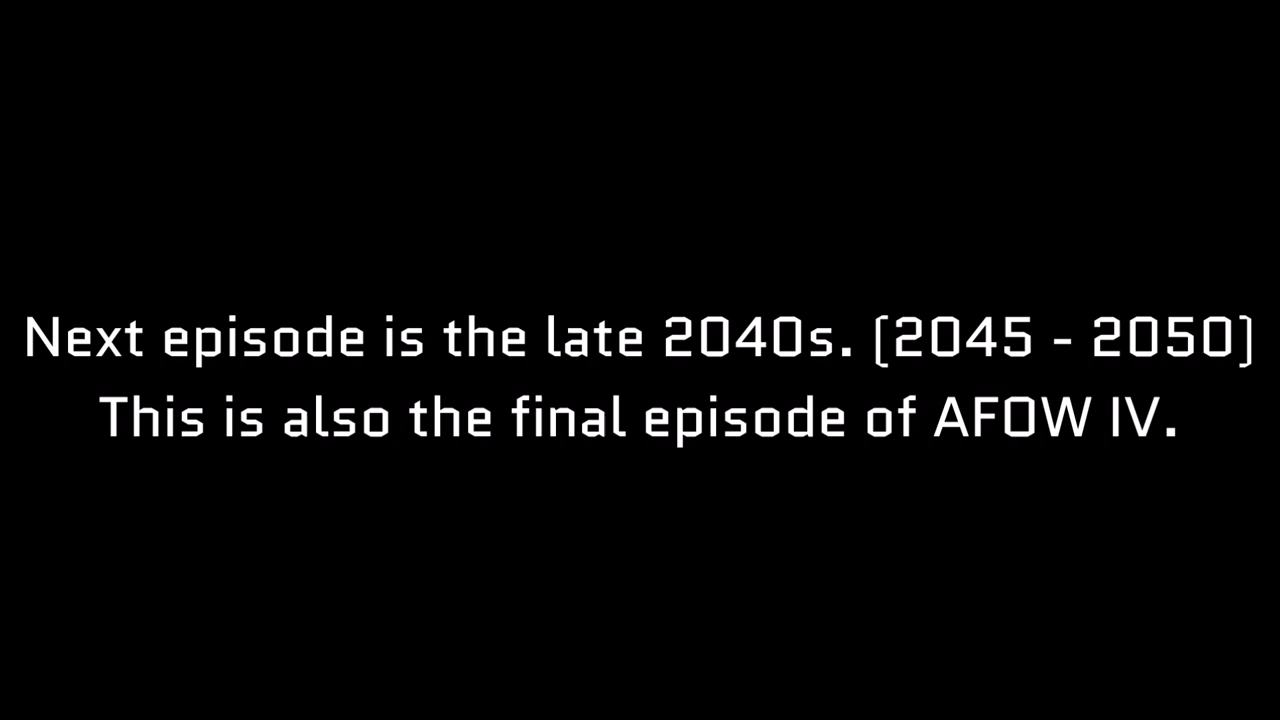 Next episode is the late 2040s. (2045 - 2050)
This is also the final episode of AFOW IV.